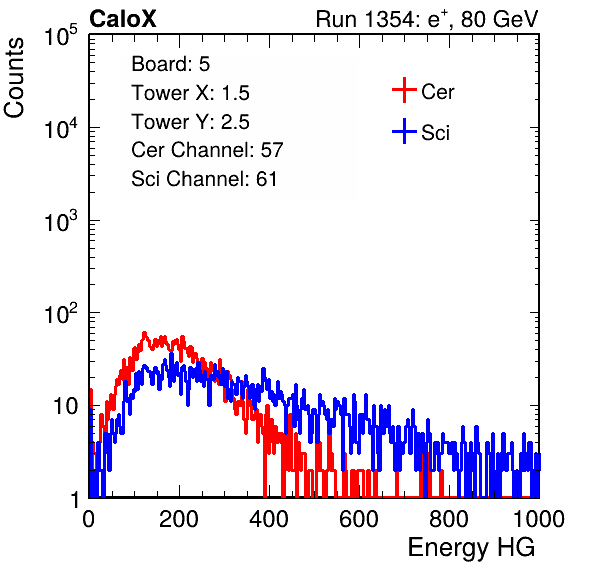 CaloX Run 1354: e⁺, 80 GeV
Counts
10⁵
10⁴
10³
10²
10
1
Board: 5
Tower X: 1.5
Tower Y: 2.5
Cer Channel: 57
Sci Channel: 61
Cer
Sci
0 200 400 600 800 1000
Energy HG